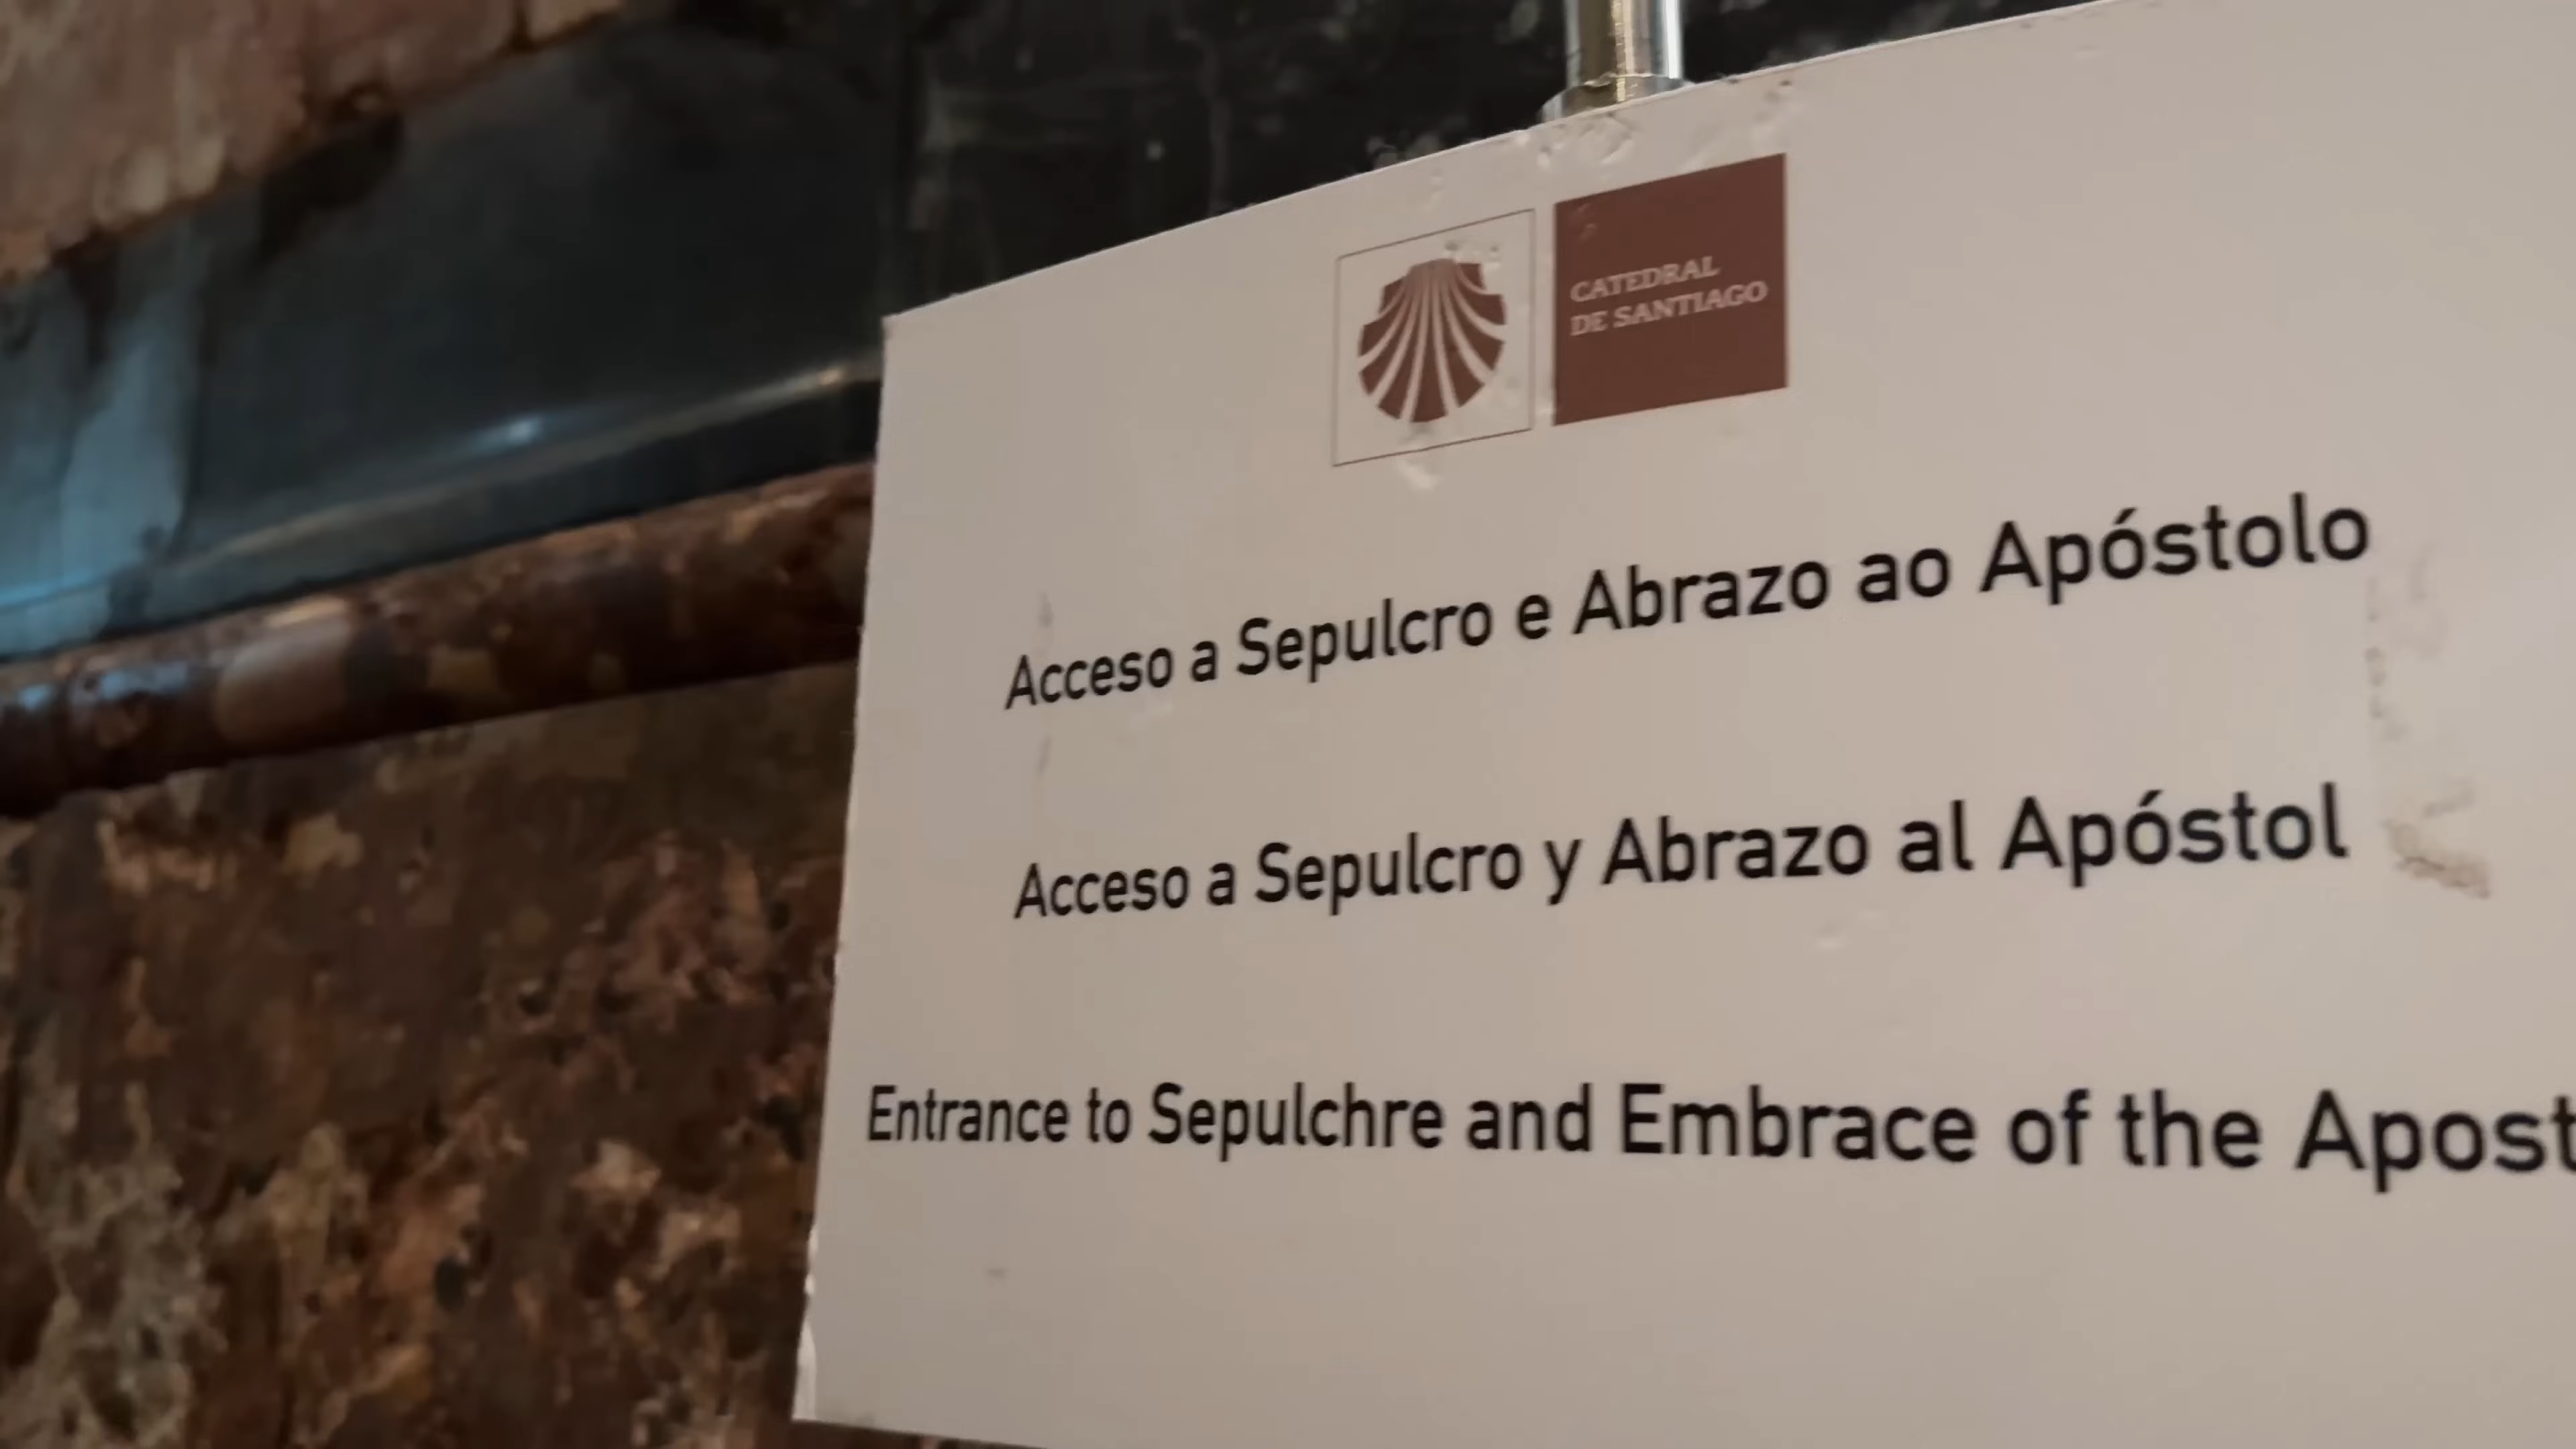 CATEDRAL
DE SANTIAGO
Acceso a Sepulcro e Abrazo ao Apóstolo
Acceso a Sepulcro y Abrazo al Apóstol
Entrance to Sepulchre and Embrace of the Apost